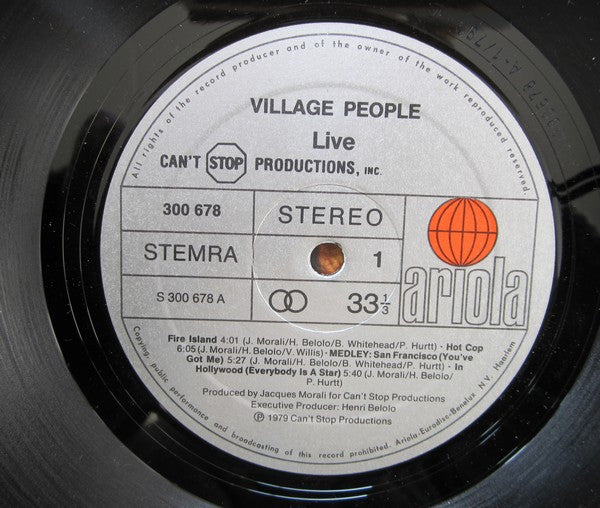 All rights of the record producer and of the owner of the work reproduced reserved.
VILLAGE PEOPLE
Live
CAN'T STOP PRODUCTIONS, INC.
300 678
STEREO
STEMRA
1
ariola
S 300 678 A
33 1/3
Fire Island 4:01 (J. Morali/H. Belolo/B. Whitehead/P. Hurtt) · Hot Cop
6:05 (J. Morali/H. Belolo/V. Willis) · MEDLEY: San Francisco (You've
Got Me) 5:27 (J. Morali/H. Belolo/B. Whitehead/P. Hurtt) · In
Hollywood (Everybody Is A Star) 5:40 (J. Morali/H. Belolo/
P. Hurtt)
Produced by Jacques Morali for Can't Stop Productions
Executive Producer: Henri Belolo
℗ 1979 Can't Stop Productions
Copying, public performance and broadcasting of this record prohibited. Ariola-Eurodisc-Benelux N.V. Haarlem